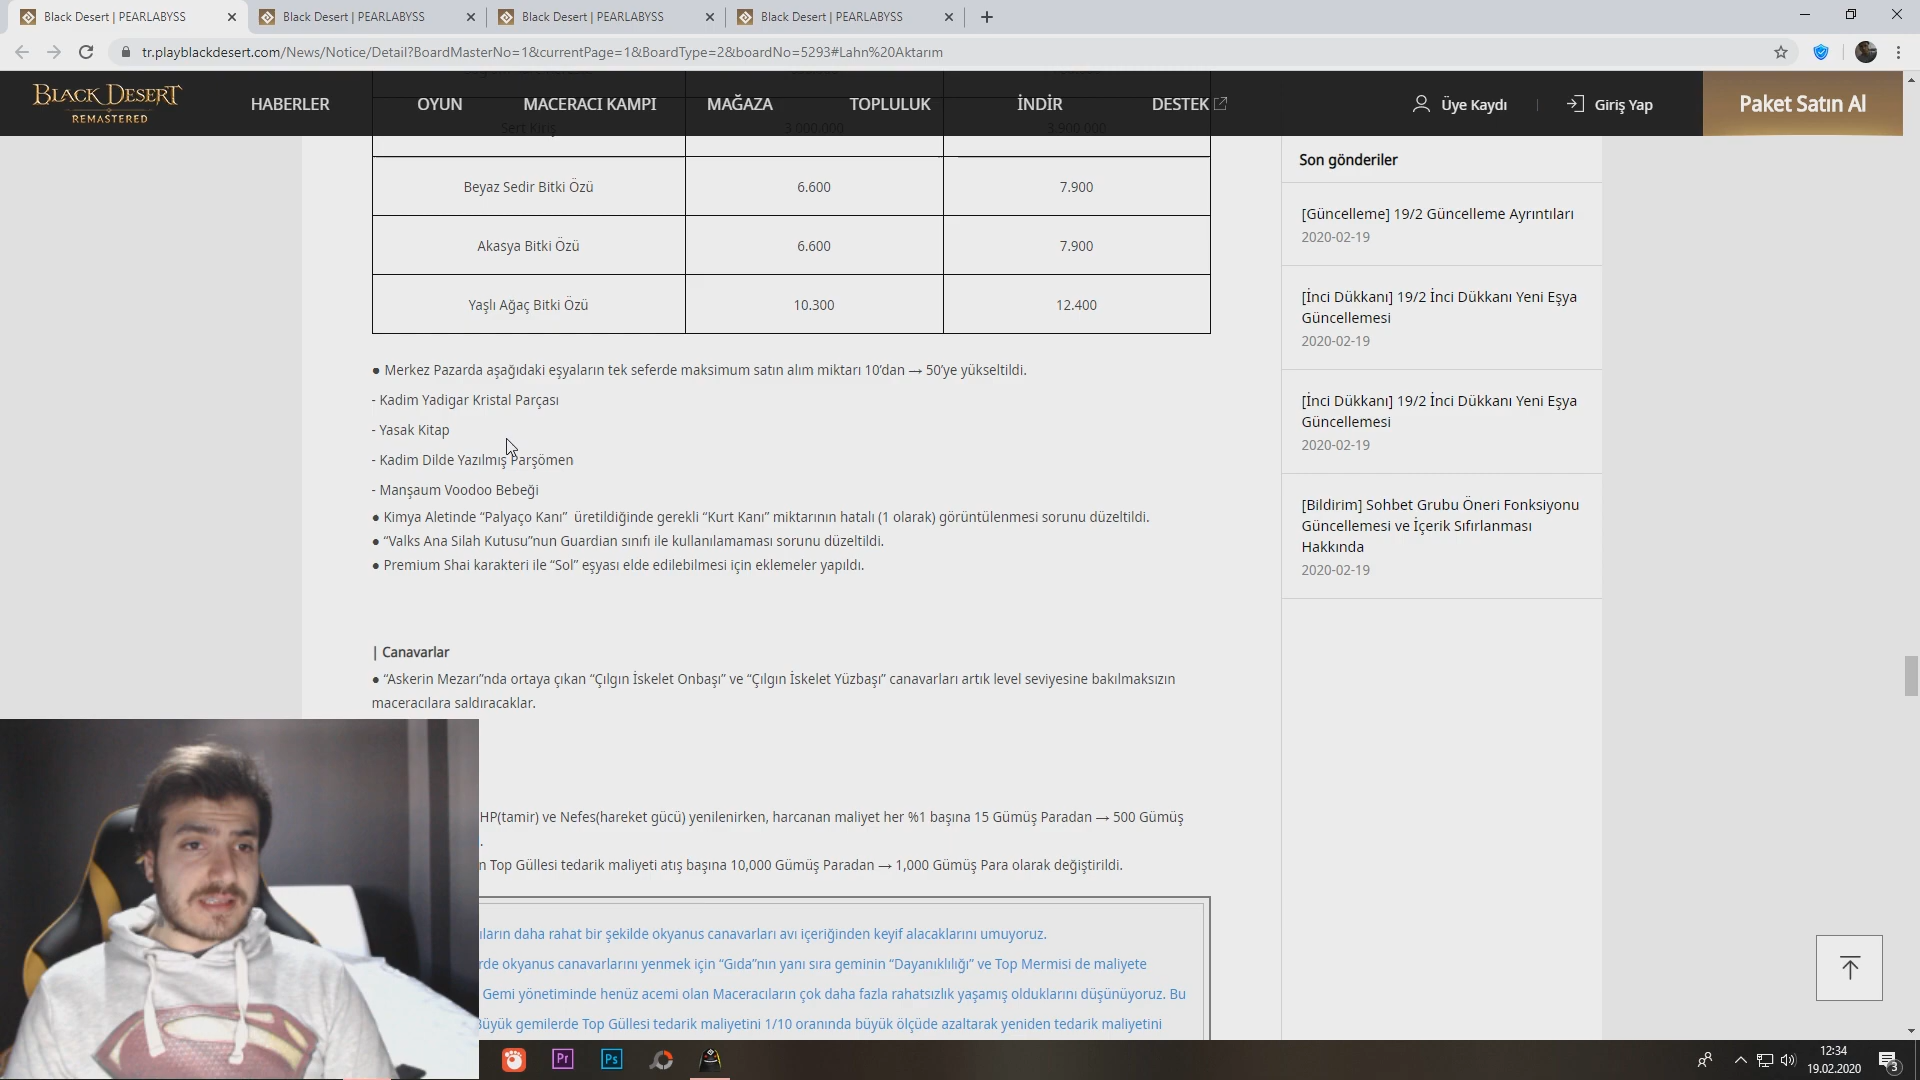 Black Desert | PEARLABYSS
Black Desert | PEARLABYSS
Black Desert | PEARLABYSS
Black Desert | PEARLABYSS
tr.playblackdesert.com/News/Notice/Detail?BoardMasterNo=1&currentPage=1&BoardType=2&boardNo=5293#Lahn%20Aktarım
BLACK DESERT
REMASTERED
HABERLER
OYUN
MACERACI KAMPI
MAĞAZA
TOPLULUK
İNDİR
DESTEK
Üye Kaydı
Giriş Yap
Paket Satın Al
Sert Kiriş 3.000.000 3.900.000
Beyaz Sedir Bitki Özü 6.600 7.900
Akasya Bitki Özü 6.600 7.900
Yaşlı Ağaç Bitki Özü 10.300 12.400
● Merkez Pazarda aşağıdaki eşyaların tek seferde maksimum satın alım miktarı 10’dan → 50’ye yükseltildi.
- Kadim Yadigar Kristal Parçası
- Yasak Kitap
- Kadim Dilde Yazılmış Parşömen
- Manşaum Voodoo Bebeği
● Kimya Aletinde “Palyaço Kanı” üretildiğinde gerekli “Kurt Kanı” miktarının hatalı (1 olarak) görüntülenmesi sorunu düzeltildi.
● “Valks Ana Silah Kutusu”nun Guardian sınıfı ile kullanılamaması sorunu düzeltildi.
● Premium Shai karakteri ile “Sol” eşyası elde edilebilmesi için eklemeler yapıldı.
| Canavarlar
● “Askerin Mezarı”nda ortaya çıkan “Çılgın İskelet Onbaşı” ve “Çılgın İskelet Yüzbaşı” canavarları artık level seviyesine bakılmaksızın
maceracılara saldıracaklar.
HP(tamir) ve Nefes(hareket gücü) yenilenirken, harcanan maliyet her %1 başına 15 Gümüş Paradan → 500 Gümüş
.
n Top Güllesi tedarik maliyeti atış başına 10,000 Gümüş Paradan → 1,000 Gümüş Para olarak değiştirildi.
ların daha rahat bir şekilde okyanus canavarları avı içeriğinden keyif alacaklarını umuyoruz.
rde okyanus canavarlarını yenmek için “Gıda”nın yanı sıra geminin “Dayanıklılığı” ve Top Mermisi de maliyete
Gemi yönetiminde henüz acemi olan Maceracıların çok daha fazla rahatsızlık yaşamış olduklarını düşünüyoruz. Bu
Büyük gemilerde Top Güllesi tedarik maliyetini 1/10 oranında büyük ölçüde azaltarak yeniden tedarik maliyetini
Son gönderiler
[Güncelleme] 19/2 Güncelleme Ayrıntıları
2020-02-19
[İnci Dükkanı] 19/2 İnci Dükkanı Yeni Eşya
Güncellemesi
2020-02-19
[İnci Dükkanı] 19/2 İnci Dükkanı Yeni Eşya
Güncellemesi
2020-02-19
[Bildirim] Sohbet Grubu Öneri Fonksiyonu
Güncellemesi ve İçerik Sıfırlanması
Hakkında
2020-02-19
Pr
Ps
12:34
19.02.2020
3